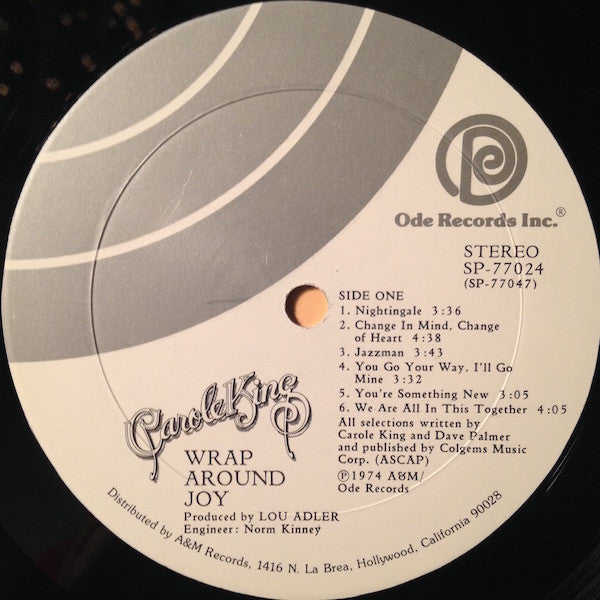 Ode Records Inc.®
STEREO
SP-77024
(SP-77047)
SIDE ONE
1. Nightingale 3:36
2. Change In Mind, Change
of Heart 4:38
3. Jazzman 3:43
4. You Go Your Way, I'll Go
Mine 3:32
5. You're Something New 3:05
6. We Are All In This Together 4:05
All selections written by
Carole King and Dave Palmer
and published by Colgems Music
Corp. (ASCAP)
℗1974 A&M/
Ode Records
Carole King
WRAP
AROUND
JOY
Produced by LOU ADLER
Engineer: Norm Kinney
Distributed by A&M Records, 1416 N. La Brea, Hollywood, California 90028